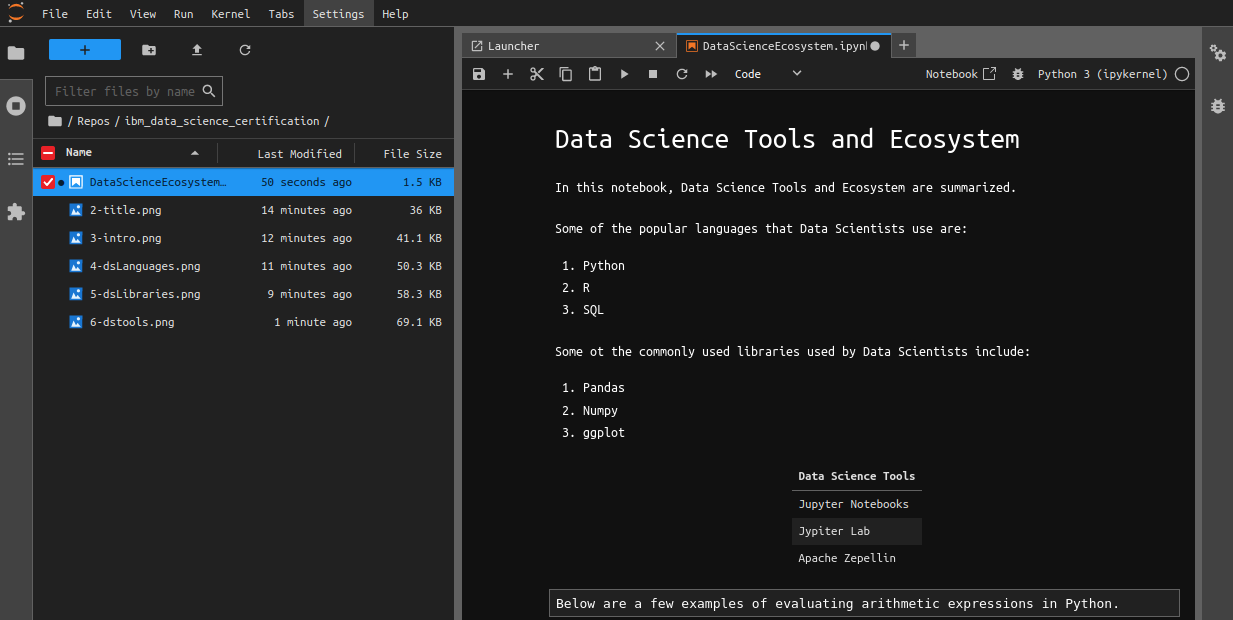 File Edit View Run Kernel Tabs Settings Help
Filter files by name
/ Repos / ibm_data_science_certification /
Name Last Modified File Size
DataScienceEcosystem… 50 seconds ago 1.5 KB
2-title.png 14 minutes ago 36 KB
3-intro.png 12 minutes ago 41.1 KB
4-dsLanguages.png 11 minutes ago 50.3 KB
5-dsLibraries.png 9 minutes ago 58.3 KB
6-dstools.png 1 minute ago 69.1 KB
Launcher
DataScienceEcosystem.ipynb
Code
Notebook
Python 3 (ipykernel)
Data Science Tools and Ecosystem
In this notebook, Data Science Tools and Ecosystem are summarized.
Some of the popular languages that Data Scientists use are:
1. Python
2. R
3. SQL
Some ot the commonly used libraries used by Data Scientists include:
1. Pandas
2. Numpy
3. ggplot
Data Science Tools
Jupyter Notebooks
Jypiter Lab
Apache Zepellin
Below are a few examples of evaluating arithmetic expressions in Python.